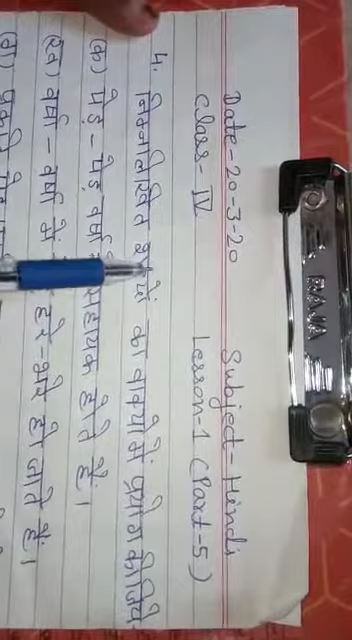 Date-20-3-20 Subject-Hindi
Class-IV Lesson-1 (Part-5)
4. निम्नलिखित का वाक्यों में प्रयोग कीजिये
(क) पेड़- पेड़ वर्षा सहायक होते हैं।
(ख) वर्षा - वर्षा में हरे-भरे हो जाते हैं।
(ग)
BAJA